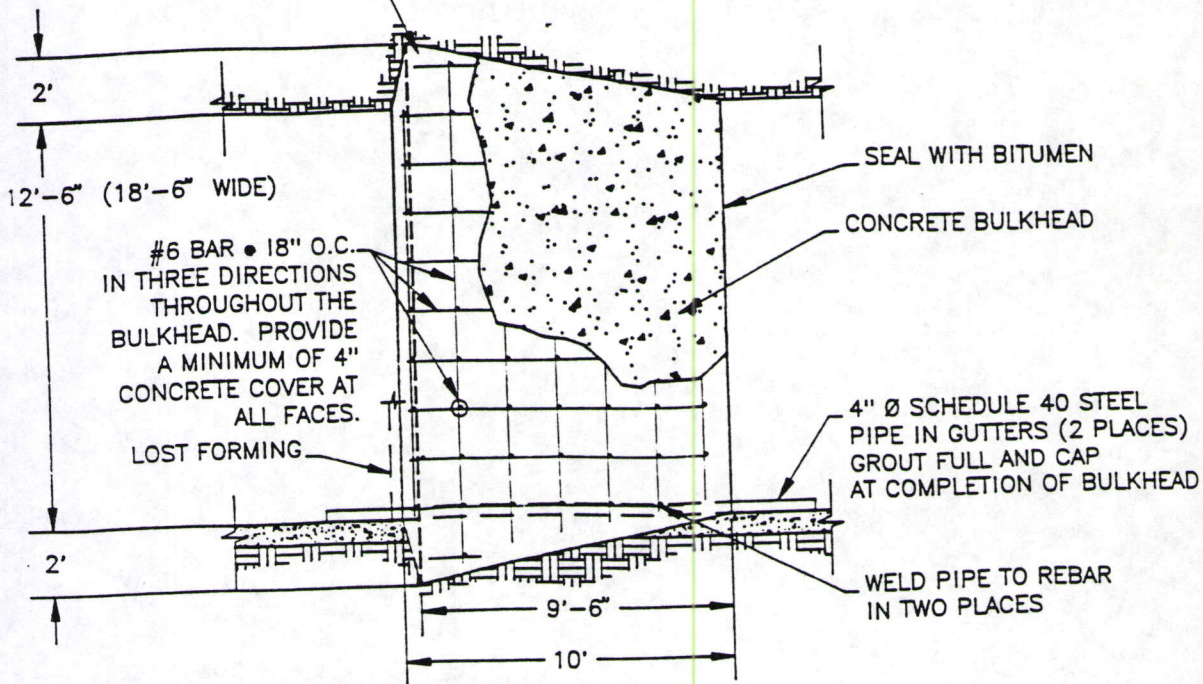 2'
12'-6" (18'-6" WIDE)
#6 BAR ● 18" O.C.
IN THREE DIRECTIONS
THROUGHOUT THE
BULKHEAD. PROVIDE
A MINIMUM OF 4"
CONCRETE COVER AT
ALL FACES.
LOST FORMING
2'
SEAL WITH BITUMEN
CONCRETE BULKHEAD
4" Ø SCHEDULE 40 STEEL
PIPE IN GUTTERS (2 PLACES)
GROUT FULL AND CAP
AT COMPLETION OF BULKHEAD
WELD PIPE TO REBAR
IN TWO PLACES
9'-6"
10'